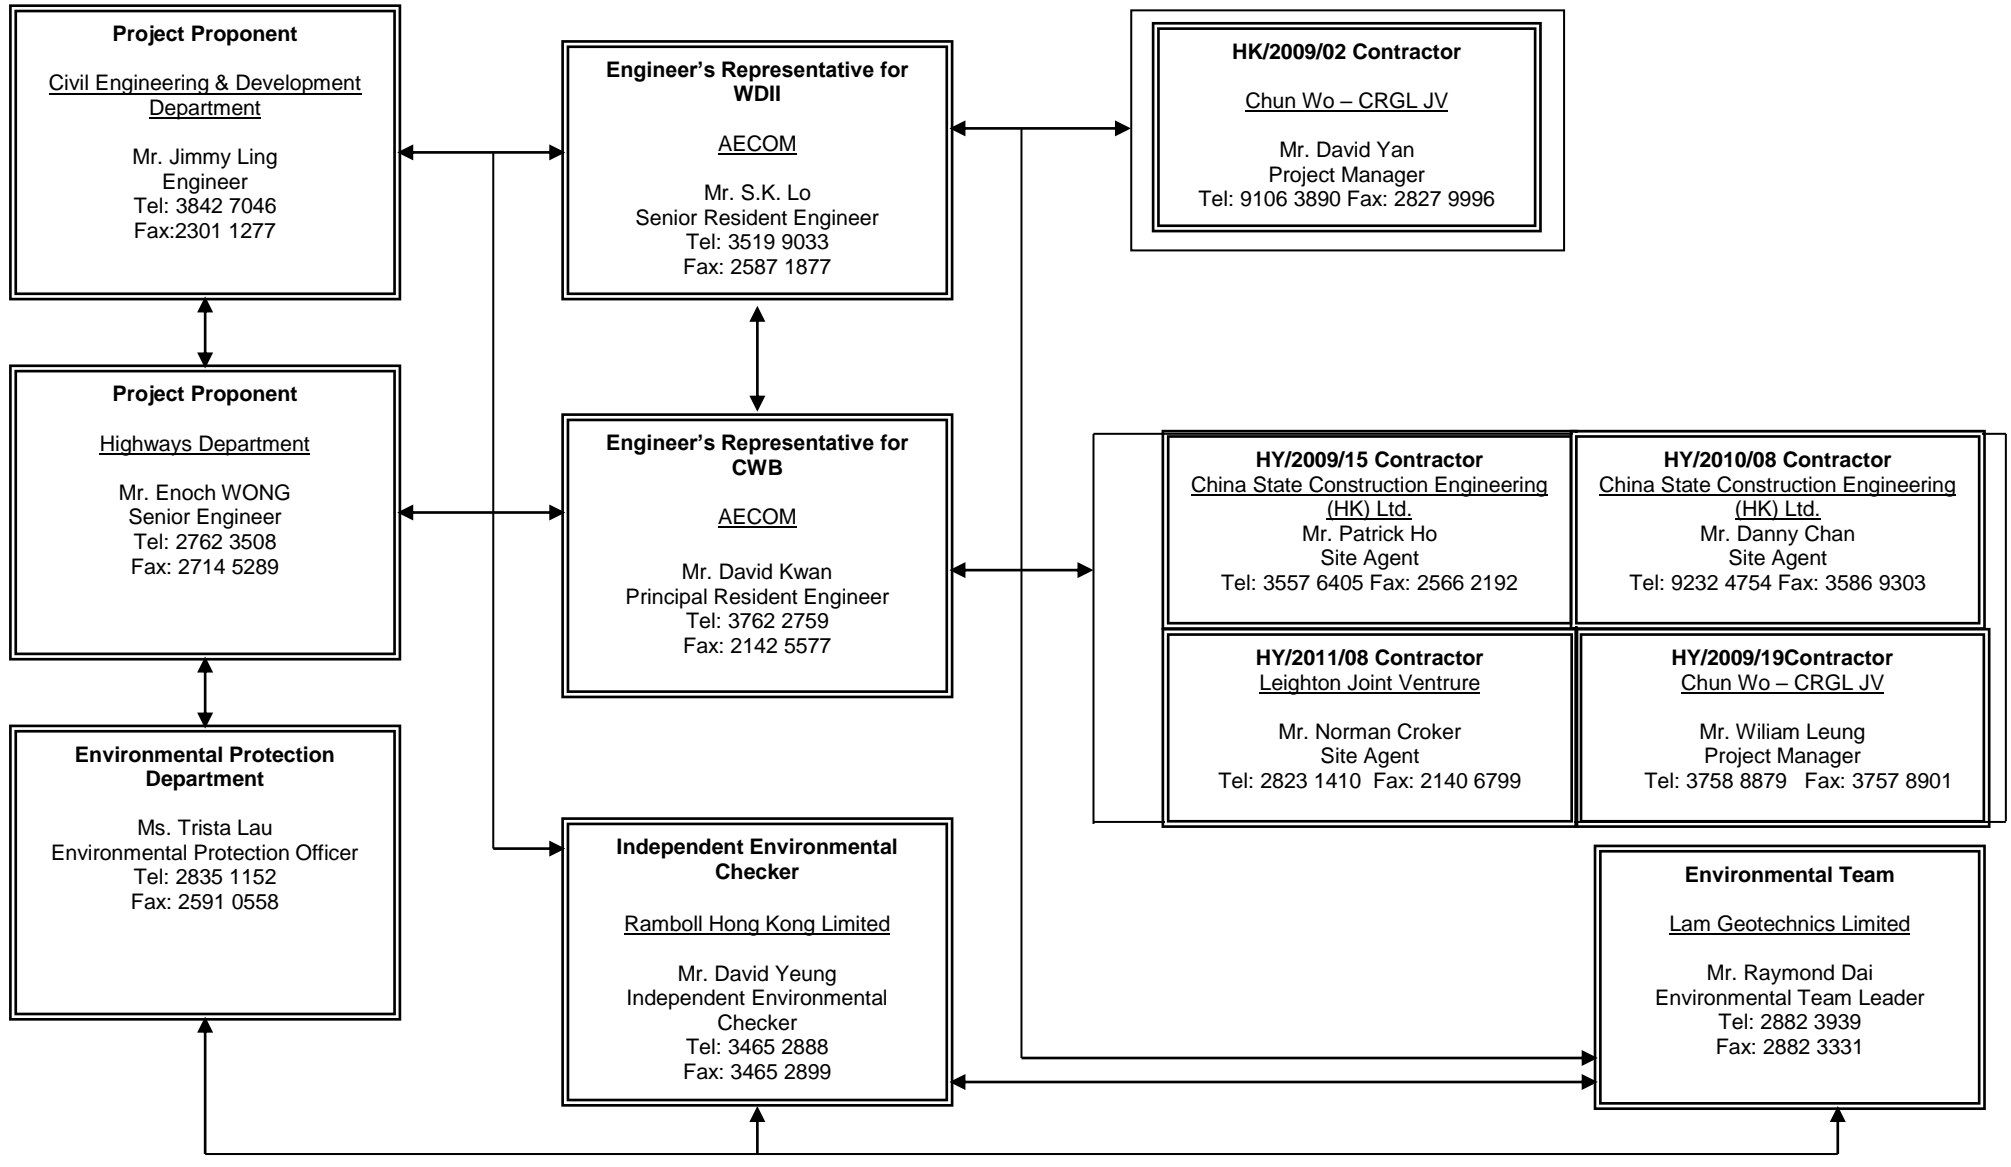 Project Proponent
Civil Engineering & Development
Department
Mr. Jimmy Ling
Engineer
Tel: 3842 7046
Fax:2301 1277
Engineer's Representative for
WDII
AECOM
Mr. S.K. Lo
Senior Resident Engineer
Tel: 3519 9033
Fax: 2587 1877
HK/2009/02 Contractor
Chun Wo – CRGL JV
Mr. David Yan
Project Manager
Tel: 9106 3890 Fax: 2827 9996
Project Proponent
Highways Department
Mr. Enoch WONG
Senior Engineer
Tel: 2762 3508
Fax: 2714 5289
Engineer's Representative for
CWB
AECOM
Mr. David Kwan
Principal Resident Engineer
Tel: 3762 2759
Fax: 2142 5577
HY/2009/15 Contractor
China State Construction Engineering
(HK) Ltd.
Mr. Patrick Ho
Site Agent
Tel: 3557 6405 Fax: 2566 2192
HY/2010/08 Contractor
China State Construction Engineering
(HK) Ltd.
Mr. Danny Chan
Site Agent
Tel: 9232 4754 Fax: 3586 9303
HY/2011/08 Contractor
Leighton Joint Ventrure
Mr. Norman Croker
Site Agent
Tel: 2823 1410  Fax: 2140 6799
HY/2009/19Contractor
Chun Wo – CRGL JV
Mr. Wiliam Leung
Project Manager
Tel: 3758 8879   Fax: 3757 8901
Environmental Protection
Department
Ms. Trista Lau
Environmental Protection Officer
Tel: 2835 1152
Fax: 2591 0558
Independent Environmental
Checker
Ramboll Hong Kong Limited
Mr. David Yeung
Independent Environmental
Checker
Tel: 3465 2888
Fax: 3465 2899
Environmental Team
Lam Geotechnics Limited
Mr. Raymond Dai
Environmental Team Leader
Tel: 2882 3939
Fax: 2882 3331